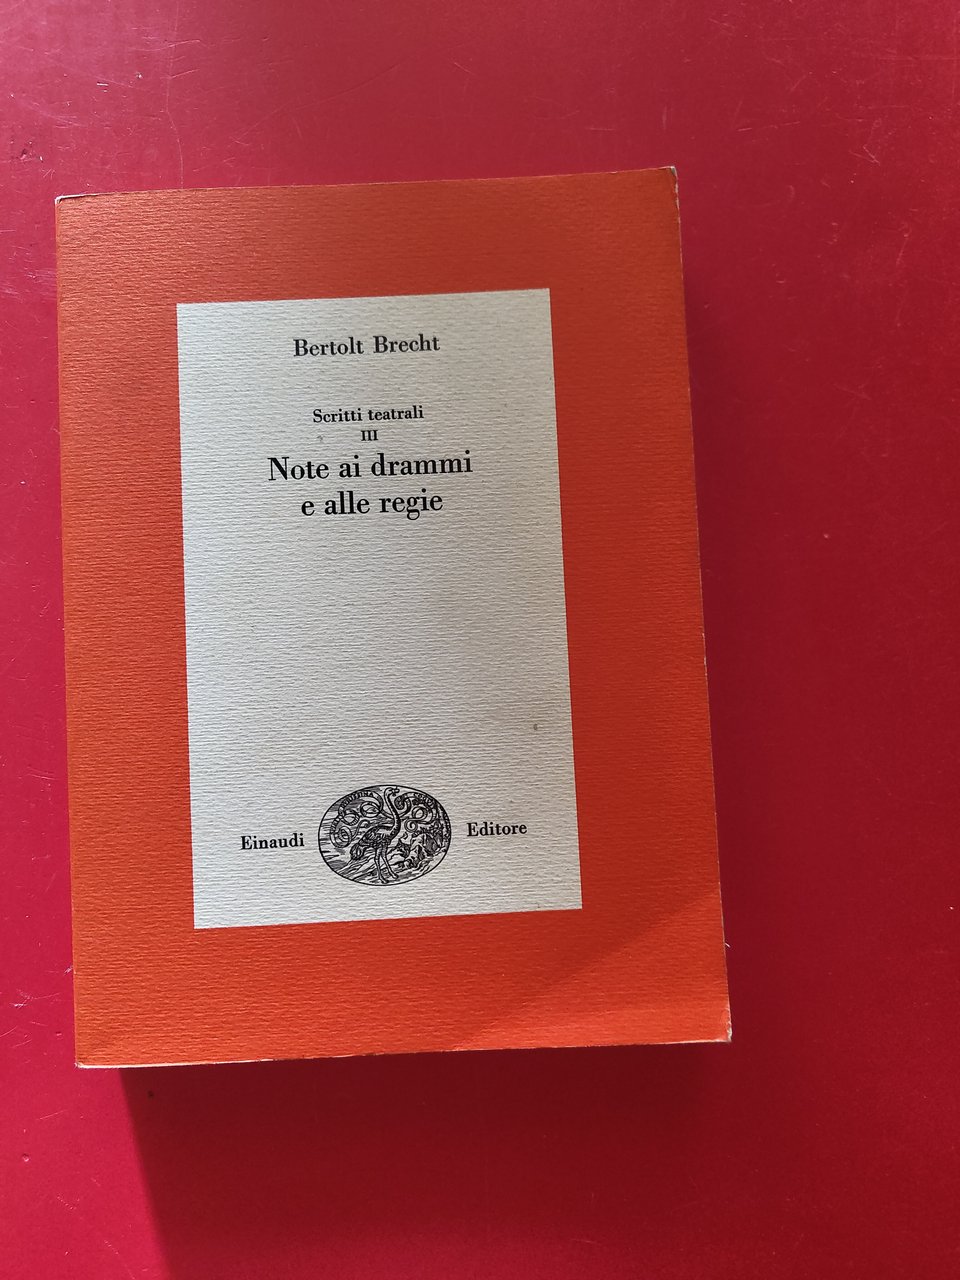 Bertolt Brecht
Scritti teatrali
III
Note ai drammi
e alle regie
Einaudi
Editore